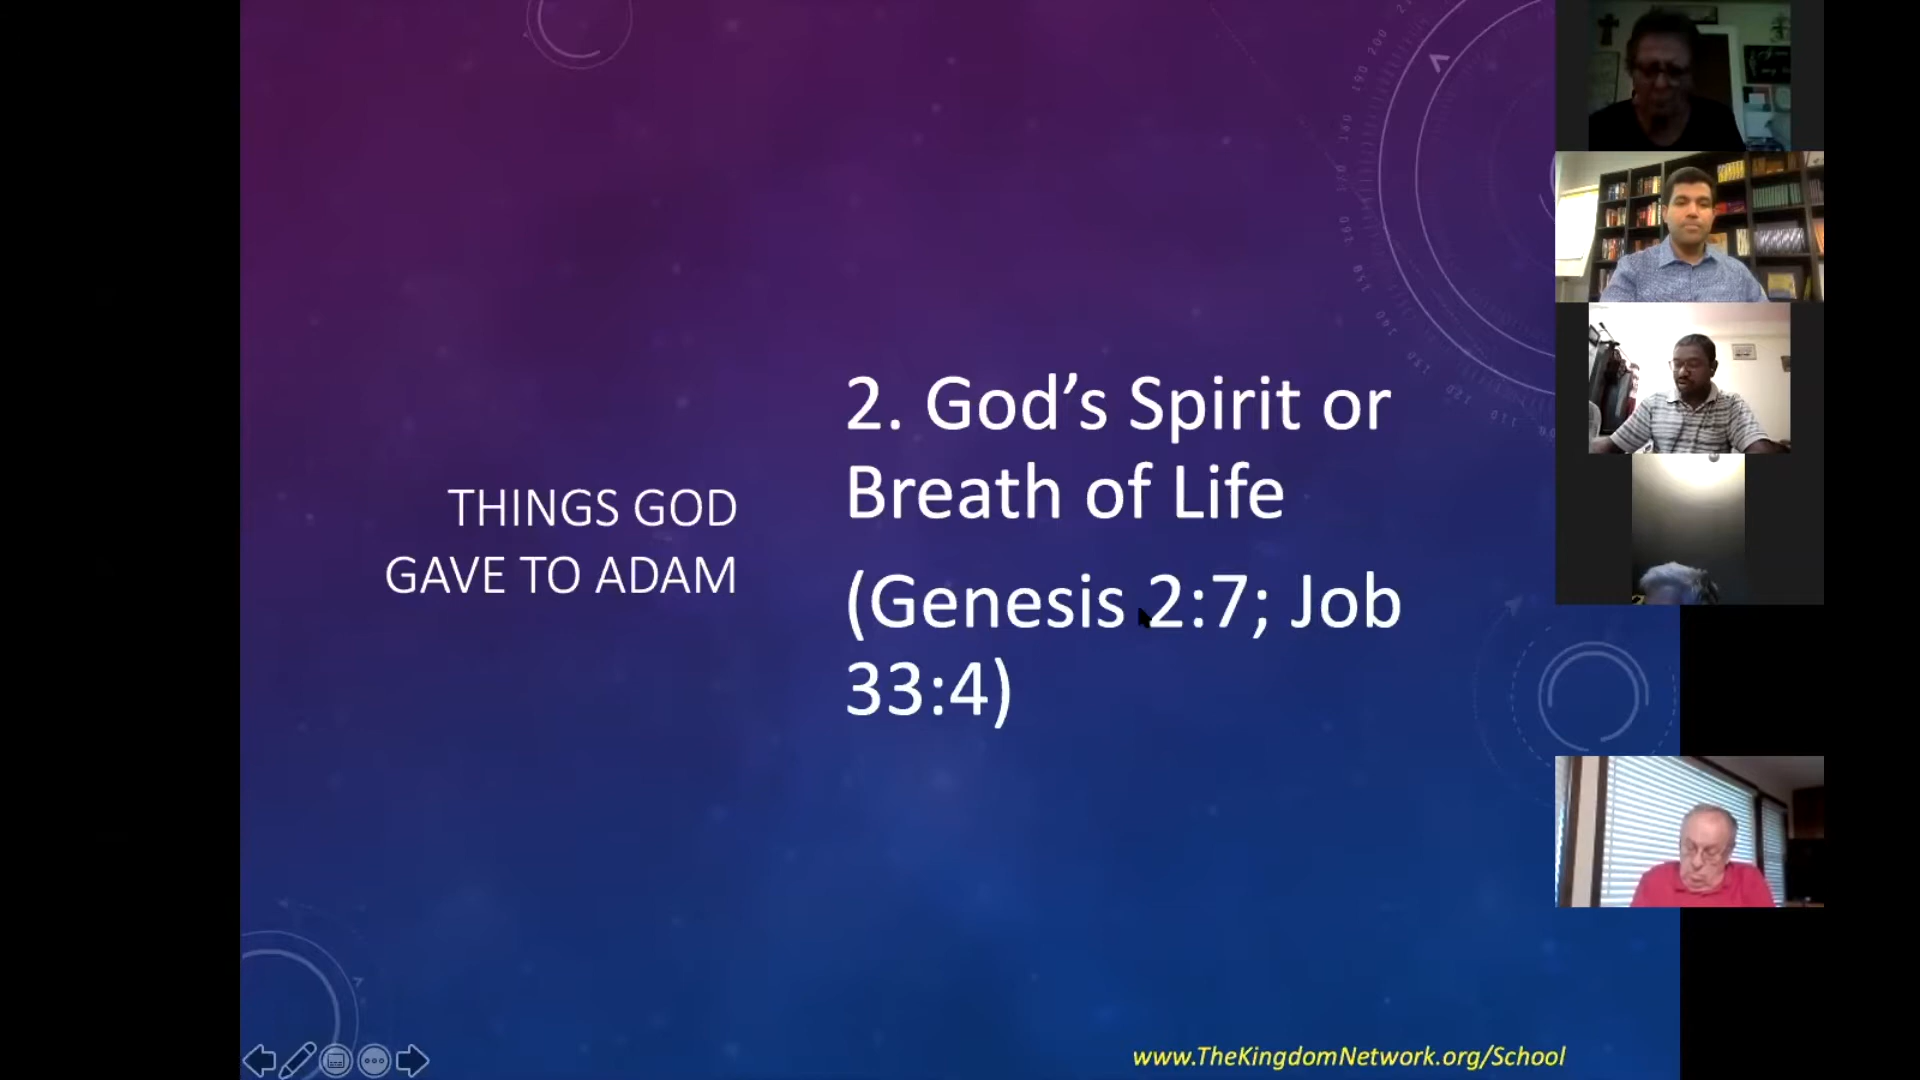 THINGS GOD
GAVE TO ADAM
2. God’s Spirit or
Breath of Life
(Genesis 2:7; Job
33:4)
www.TheKingdomNetwork.org/School